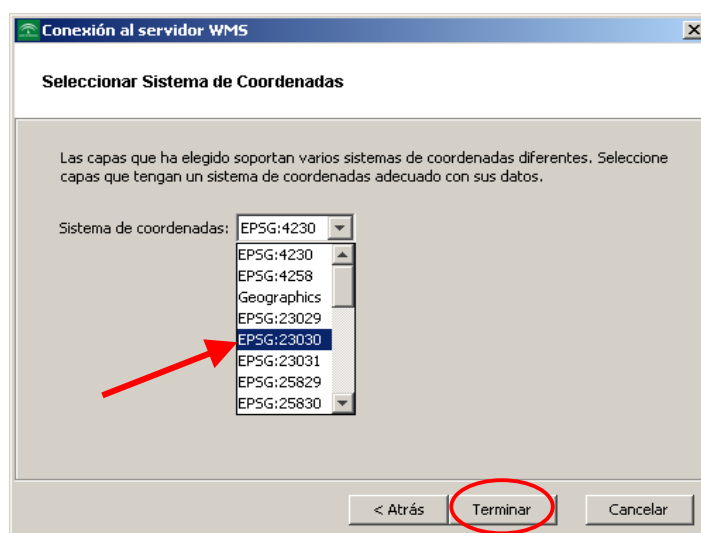 Conexión al servidor WMS
Seleccionar Sistema de Coordenadas
Las capas que ha elegido soportan varios sistemas de coordenadas diferentes. Seleccione
capas que tengan un sistema de coordenadas adecuado con sus datos.
Sistema de coordenadas: EPSG:4230
EPSG:4230
EPSG:4258
Geographics
EPSG:23029
EPSG:23030
EPSG:23031
EPSG:25829
EPSG:25830
< Atrás Terminar Cancelar